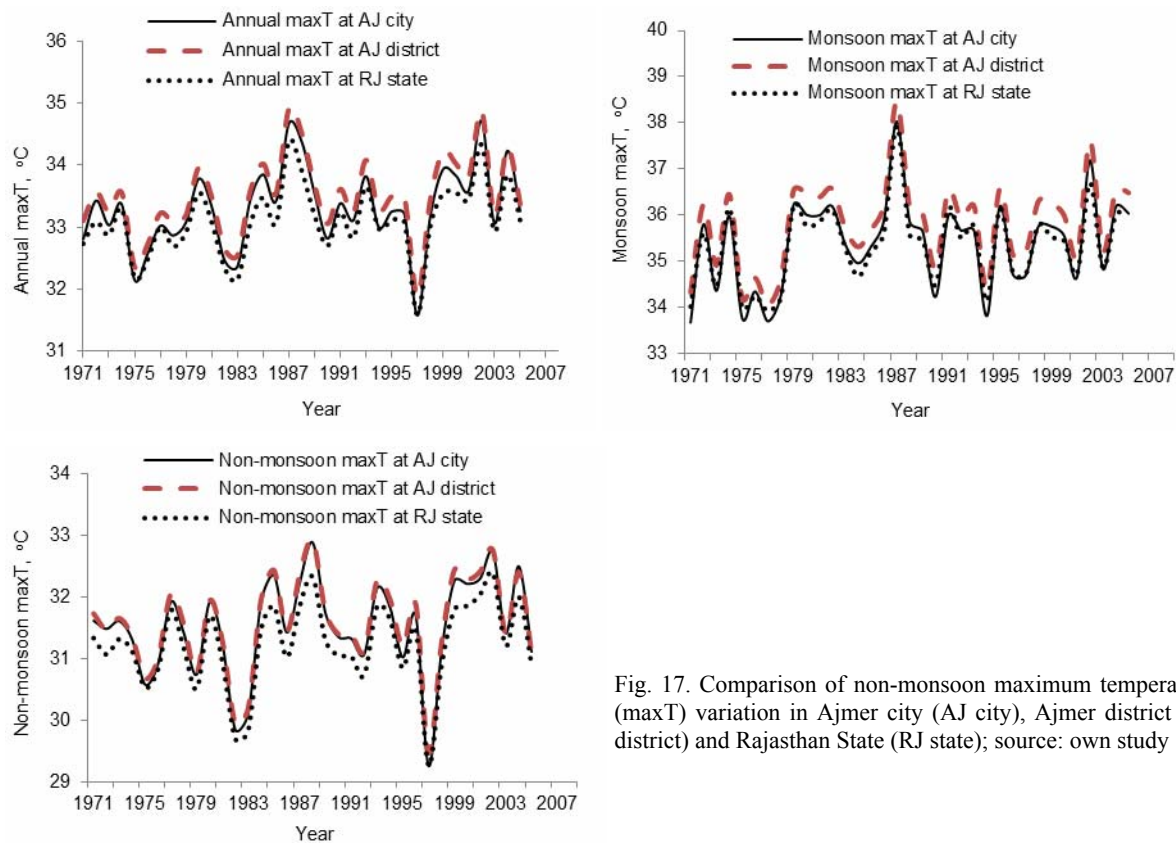 Annual maxT at AJ city
Annual maxT at AJ district
Annual maxT at RJ state
Annual maxT, ºC
36
35
34
33
32
31
1971 1975 1979 1983 1987 1991 1995 1999 2003 2007
Year
Monsoon maxT at AJ city
Monsoon maxT at AJ district
Monsoon maxT at RJ state
Monsoon maxT, ºC
40
39
38
37
36
35
34
33
1971 1975 1979 1983 1987 1991 1995 1999 2003 2007
Year
Non-monsoon maxT at AJ city
Non-monsoon maxT at AJ district
Non-monsoon maxT at RJ state
Non-monsoon maxT, ºC
34
33
32
31
30
29
1971 1975 1979 1983 1987 1991 1995 1999 2003 2007
Year
Fig. 17. Comparison of non-monsoon maximum tempera
(maxT) variation in Ajmer city (AJ city), Ajmer district
district) and Rajasthan State (RJ state); source: own study